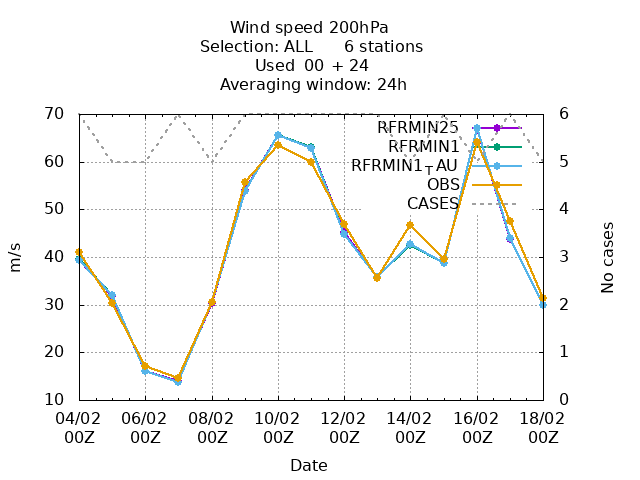 Wind speed 200hPa
Selection: ALL      6 stations
Used  00 + 24
Averaging window: 24h
RFRMIN25
RFRMIN1
RFRMIN1_TAU
OBS
CASES
m/s
70
60
50
40
30
20
10
6
5
4
3
2
1
0
No cases
04/02 06/02 08/02 10/02 12/02 14/02 16/02 18/02
00Z 00Z 00Z 00Z 00Z 00Z 00Z 00Z
Date